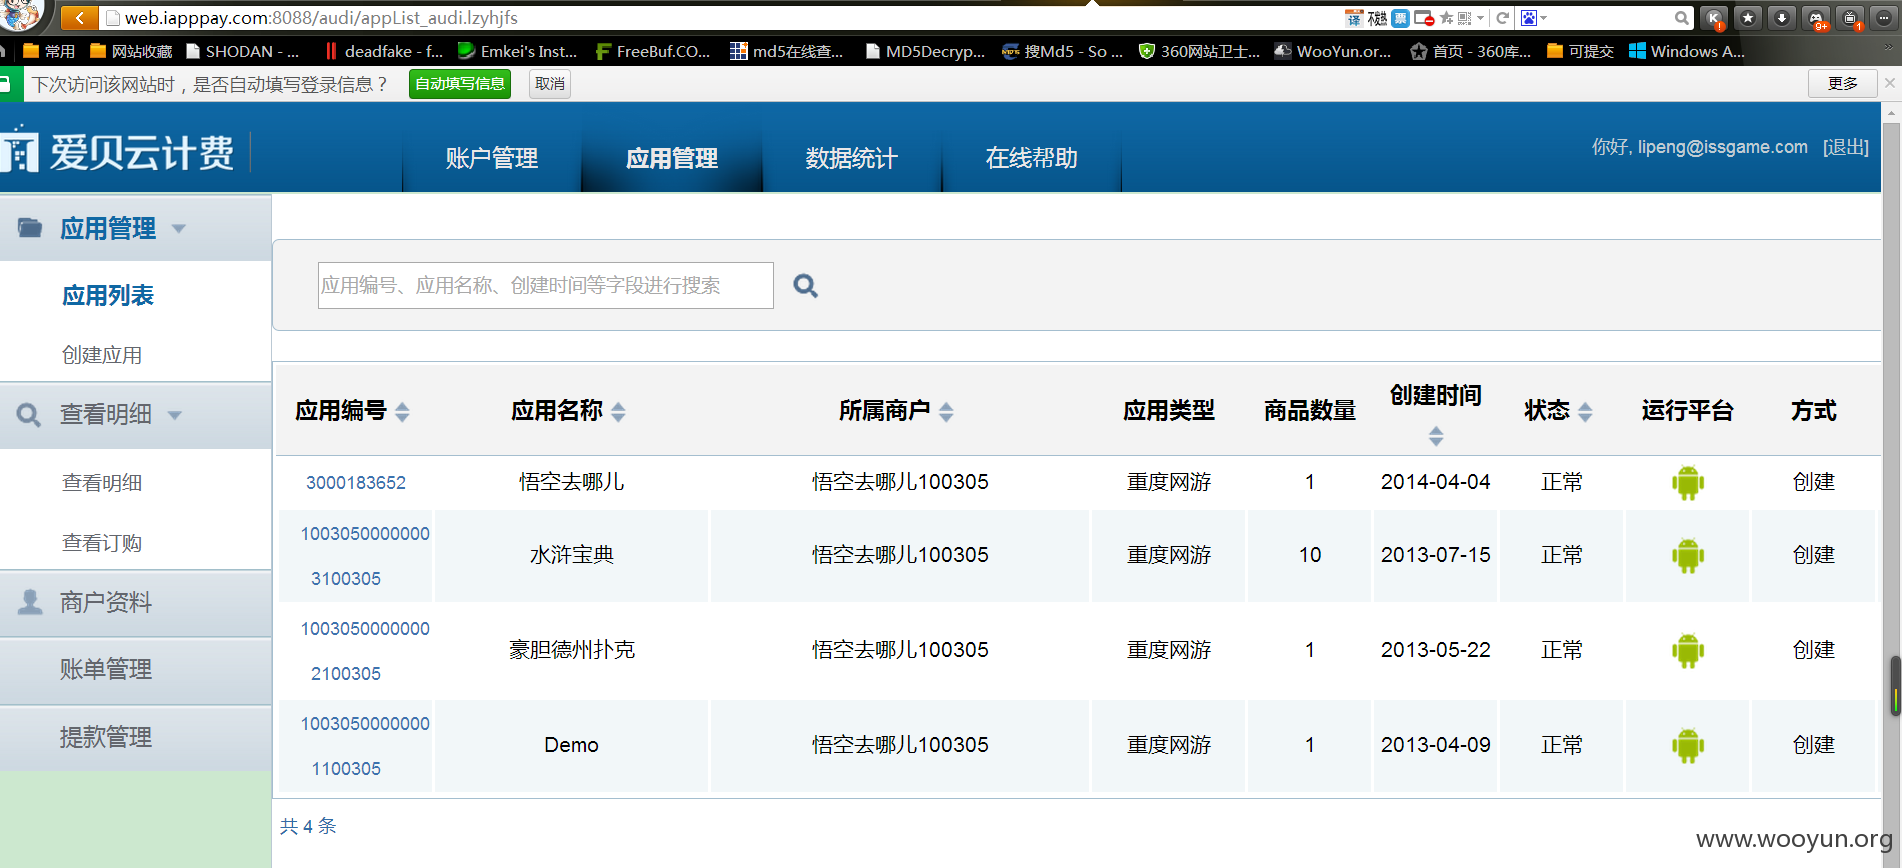 web.iapppay.com:8088/audi/appList_audi.lzyhjfs
常用 网站收藏 SHODAN - ... deadfake - f... Emkei's Inst... FreeBuf.CO... md5在线查... MD5Decryp... 搜Md5 - So ... 360网站卫士... WooYun.or... 首页 - 360库... 可提交 Windows A...
下次访问该网站时，是否自动填写登录信息？ 自动填写信息 取消 更多
爱贝云计费 账户管理 应用管理 数据统计 在线帮助 你好, lipeng@issgame.com [退出]
应用管理
应用列表
创建应用
查看明细
查看明细
查看订购
商户资料
账单管理
提款管理
应用编号、应用名称、创建时间等字段进行搜索
应用编号 应用名称 所属商户 应用类型 商品数量 创建时间 状态 运行平台 方式
3000183652 悟空去哪儿 悟空去哪儿100305 重度网游 1 2014-04-04 正常 创建
1003050000000
3100305 水浒宝典 悟空去哪儿100305 重度网游 10 2013-07-15 正常 创建
1003050000000
2100305 豪胆德州扑克 悟空去哪儿100305 重度网游 1 2013-05-22 正常 创建
1003050000000
1100305 Demo 悟空去哪儿100305 重度网游 1 2013-04-09 正常 创建
共 4 条
www.wooyun.org